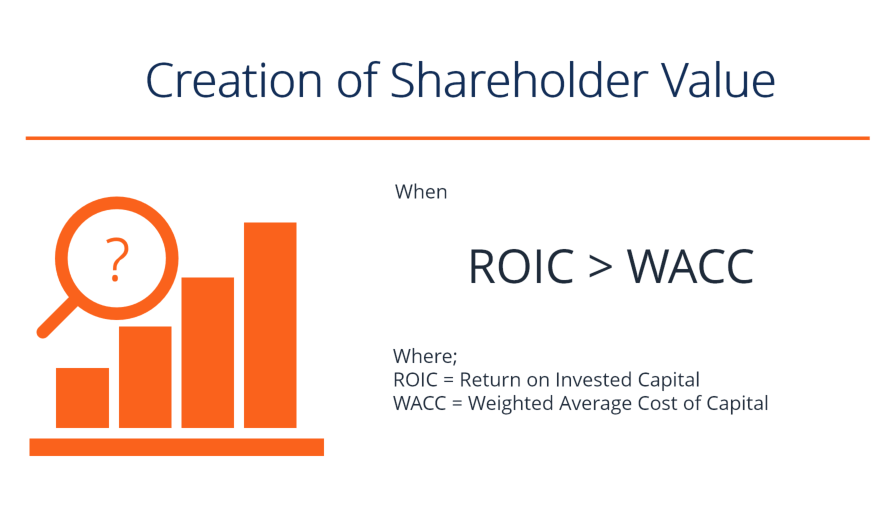 Creation of Shareholder Value
When
?
ROIC > WACC
Where;
ROIC = Return on Invested Capital
WACC = Weighted Average Cost of Capital